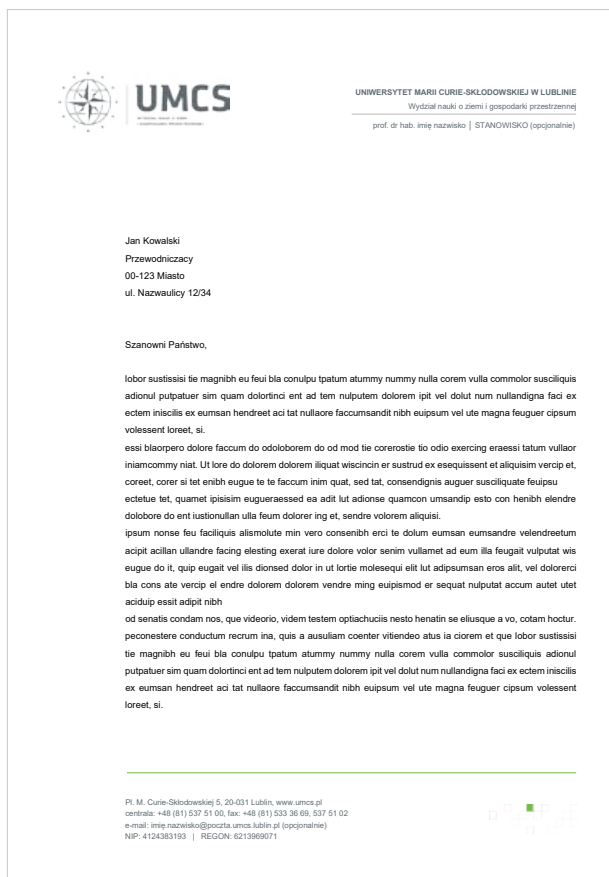 UMCS
WYDZIAŁ NAUK O ZIEMI
I GOSPODARKI PRZESTRZENNEJ
UNIWERSYTET MARII CURIE-SKŁODOWSKIEJ W LUBLINIE
Wydział nauki o ziemi i gospodarki przestrzennej
prof. dr hab. imię nazwisko | STANOWISKO (opcjonalnie)
Jan Kowalski
Przewodniczacy
00-123 Miasto
ul. Nazwaulicy 12/34
Szanowni Państwo,
lobor sustissisi tie magnibh eu feui bla conulpu tpatum atummy nummy nulla corem vulla commolor susciliquis
adionul putpatuer sim quam dolortinci ent ad tem nulputem dolorem ipit vel dolut num nullandigna faci ex
ectem iniscilis ex eumsan hendreet aci tat nullaore faccumsandit nibh euipsum vel ute magna feuguer cipsum
volessent loreet, si.
essi blaorpero dolore faccum do odoloborem do od mod tie corerostie tio odio exercing eraessi tatum vullaor
iniamcommy niat. Ut lore do dolorem dolorem iliquat wiscincin er sustrud ex esequissent et aliquisim vercip et,
coreet, corer si tet enibh eugue te te faccum inim quat, sed tat, consendignis auguer susciliquate feuipsu
ectetue tet, quamet ipisisim eugueraessed ea adit lut adionse quamcon umsandip esto con henibh elendre
dolobore do ent iustionullan ulla feum dolorer ing et, sendre volorem aliquisi.
ipsum nonse feu faciliquis alismolute min vero consenibh erci te dolum eumsan eumsandre velendreetum
acipit acillan ullandre facing elesting exerat iure dolore volor senim vullamet ad eum illa feugait vulputat wis
eugue do it, quip eugait vel ilis dionsed dolor in ut lortie molesequi elit lut adipsumsan eros alit, vel dolorerci
bla cons ate vercip el endre dolorem dolorem vendre ming euipismod er sequat nulputat accum autet utet
aciduip essit adipit nibh
od senatis condam nos, que videorio, videm testem optiachuciis nesto henatin se eliusque a vo, cotam hoctur.
peconestere conductum recrum ina, quis a ausuliam coenter vitiendeo atus ia ciorem et que lobor sustissisi
tie magnibh eu feui bla conulpu tpatum atummy nummy nulla corem vulla commolor susciliquis adionul
putpatuer sim quam dolortinci ent ad tem nulputem dolorem ipit vel dolut num nullandigna faci ex ectem iniscilis
ex eumsan hendreet aci tat nullaore faccumsandit nibh euipsum vel ute magna feuguer cipsum volessent
loreet, si.
Pl. M. Curie-Skłodowskiej 5, 20-031 Lublin, www.umcs.pl
centrala: +48 (81) 537 51 00, fax: +48 (81) 533 36 69, 537 51 02
e-mail: imię.nazwisko@poczta.umcs.lublin.pl (opcjonalnie)
NIP: 4124383193 | REGON: 6213969071